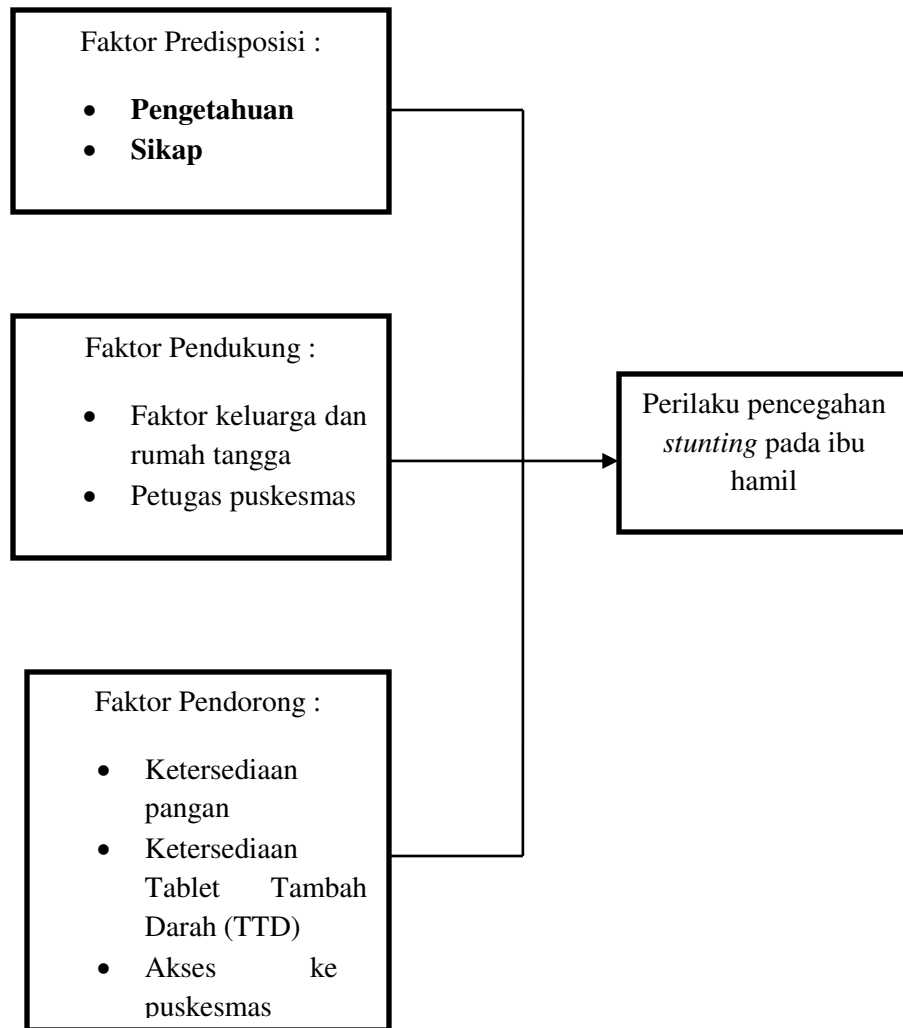 Faktor Predisposisi :
• Pengetahuan
• Sikap
Faktor Pendukung :
• Faktor keluarga dan
rumah tangga
• Petugas puskesmas
Perilaku pencegahan
stunting pada ibu
hamil
Faktor Pendorong :
• Ketersediaan
pangan
• Ketersediaan
Tablet Tambah
Darah (TTD)
• Akses ke
puskesmas